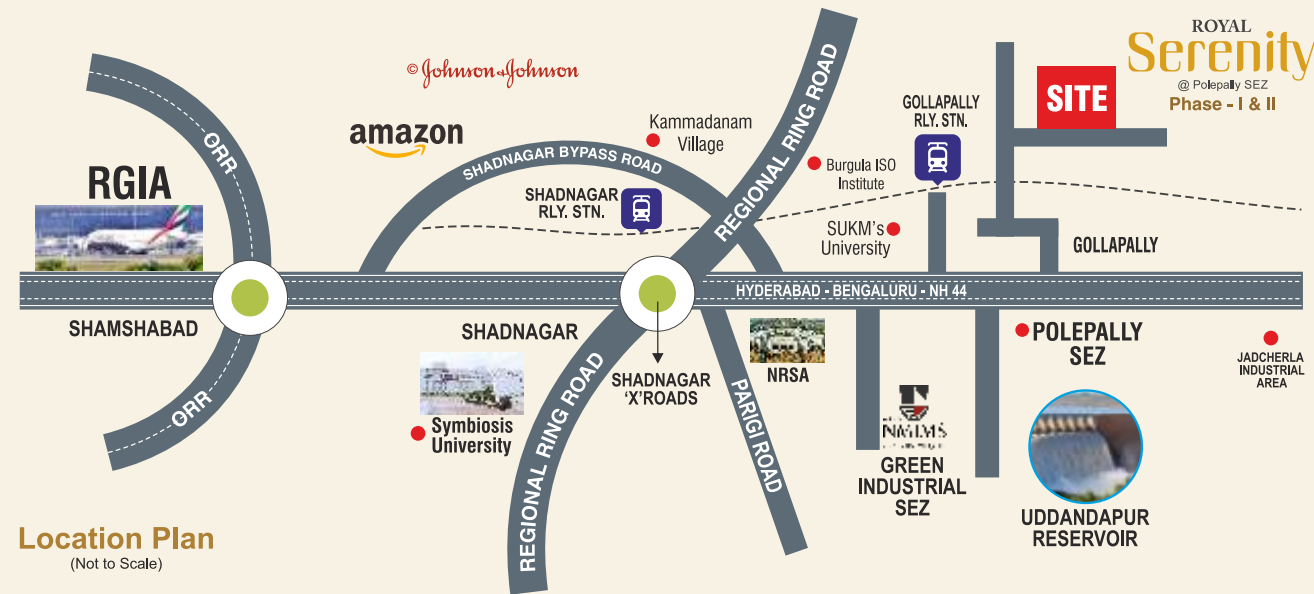 ROYAL
Serenity
@ Polepally SEZ
Phase - I & II
SITE
© Johnson & Johnson
amazon
Kammadanam
Village
REGIONAL RING ROAD
GOLLAPALLY
RLY. STN.
ORR
SHADNAGAR BYPASS ROAD
RGIA
SHADNAGAR
RLY. STN.
Burgula ISO
Institute
SUKM's
University
GOLLAPALLY
HYDERABAD - BENGALURU - NH 44
SHAMSHABAD
SHADNAGAR
POLEPALLY
SEZ
JADCHERLA
INDUSTRIAL
AREA
SHADNAGAR
'X'ROADS
NRSA
PARIGI ROAD
ORR
Symbiosis
University
REGIONAL RING ROAD
NMIMS
GREEN
INDUSTRIAL
SEZ
UDDANDAPUR
RESERVOIR
Location Plan
(Not to Scale)